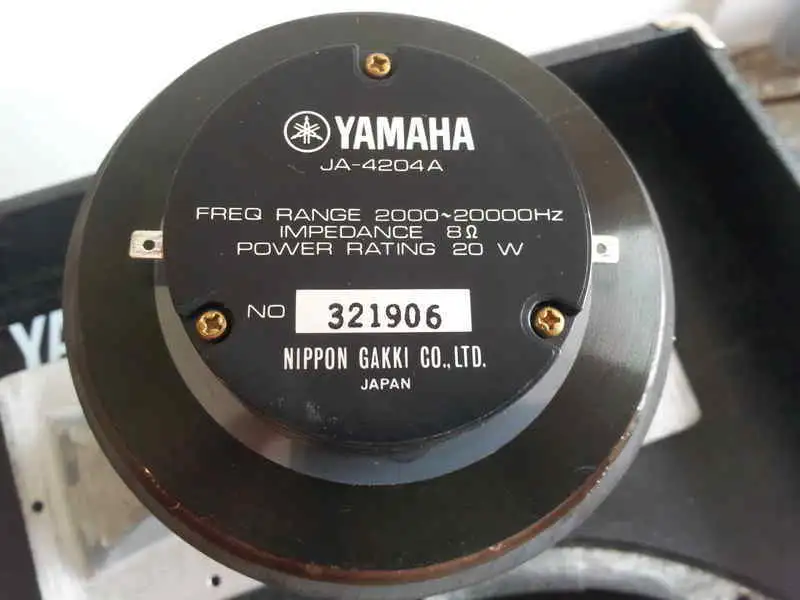 YAMAHA
JA-4204A
FREQ RANGE 2000~20000Hz
IMPEDANCE 8Ω
POWER RATING 20 W
NO 321906
NIPPON GAKKI CO., LTD.
JAPAN
YA